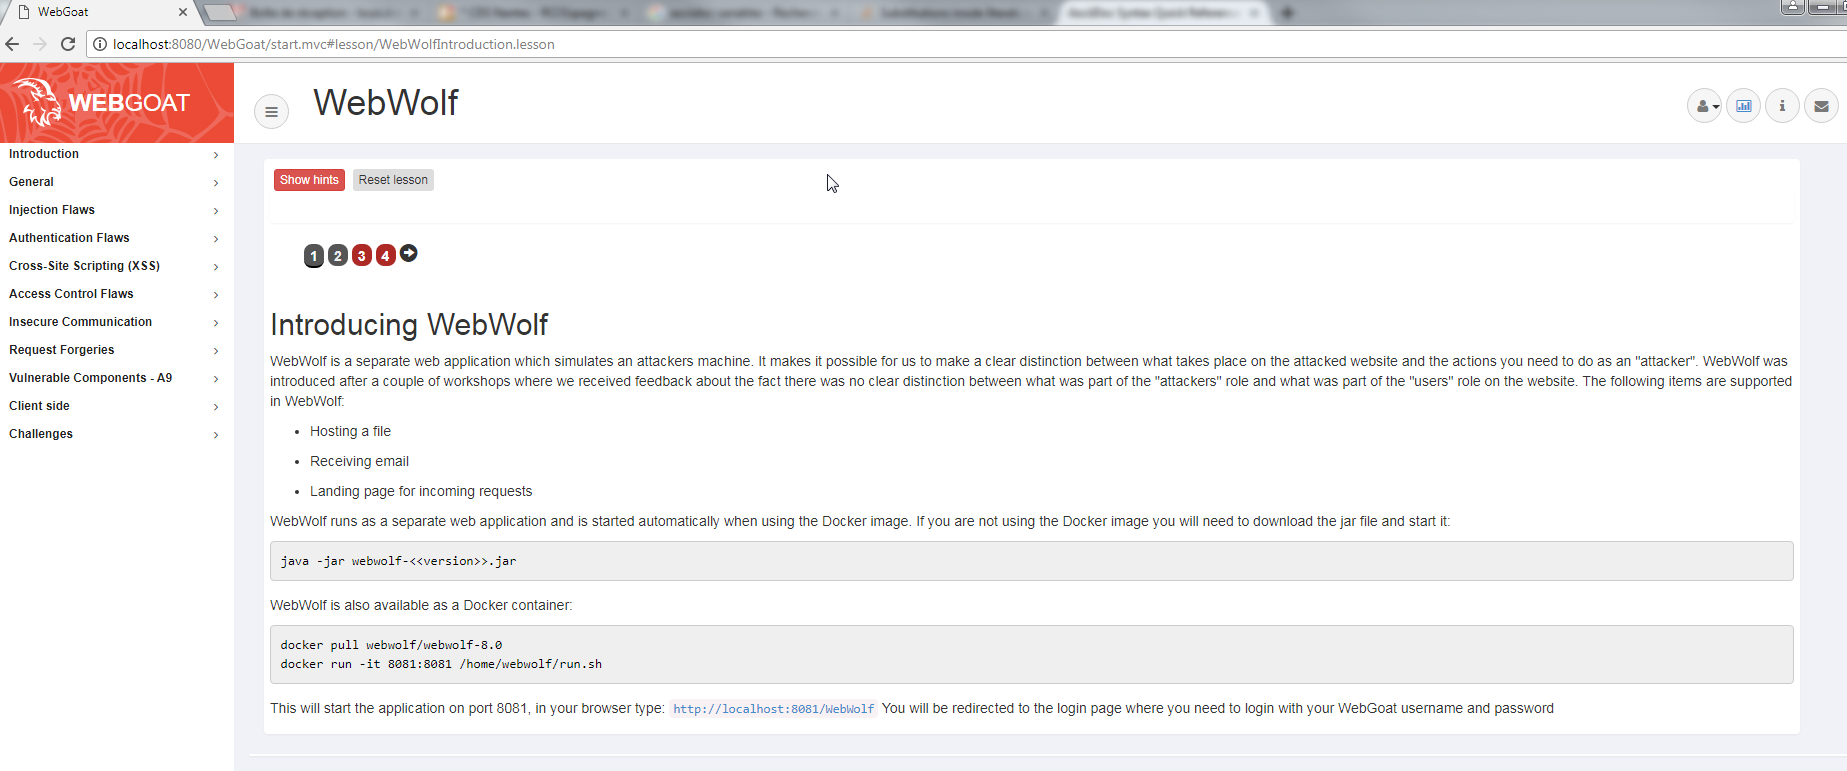 WebGoat
localhost:8080/WebGoat/start.mvc#lesson/WebWolfIntroduction.lesson
WEBGOAT
WebWolf
Introduction
General
Injection Flaws
Authentication Flaws
Cross-Site Scripting (XSS)
Access Control Flaws
Insecure Communication
Request Forgeries
Vulnerable Components - A9
Client side
Challenges
Show hints Reset lesson
1 2 3 4
Introducing WebWolf
WebWolf is a separate web application which simulates an attackers machine. It makes it possible for us to make a clear distinction between what takes place on the attacked website and the actions you need to do as an "attacker". WebWolf was
introduced after a couple of workshops where we received feedback about the fact there was no clear distinction between what was part of the "attackers" role and what was part of the "users" role on the website. The following items are supported
in WebWolf:
• Hosting a file
• Receiving email
• Landing page for incoming requests
WebWolf runs as a separate web application and is started automatically when using the Docker image. If you are not using the Docker image you will need to download the jar file and start it:
java -jar webwolf-<<version>>.jar
WebWolf is also available as a Docker container:
docker pull webwolf/webwolf-8.0
docker run -it 8081:8081 /home/webwolf/run.sh
This will start the application on port 8081, in your browser type: http://localhost:8081/WebWolf You will be redirected to the login page where you need to login with your WebGoat username and password